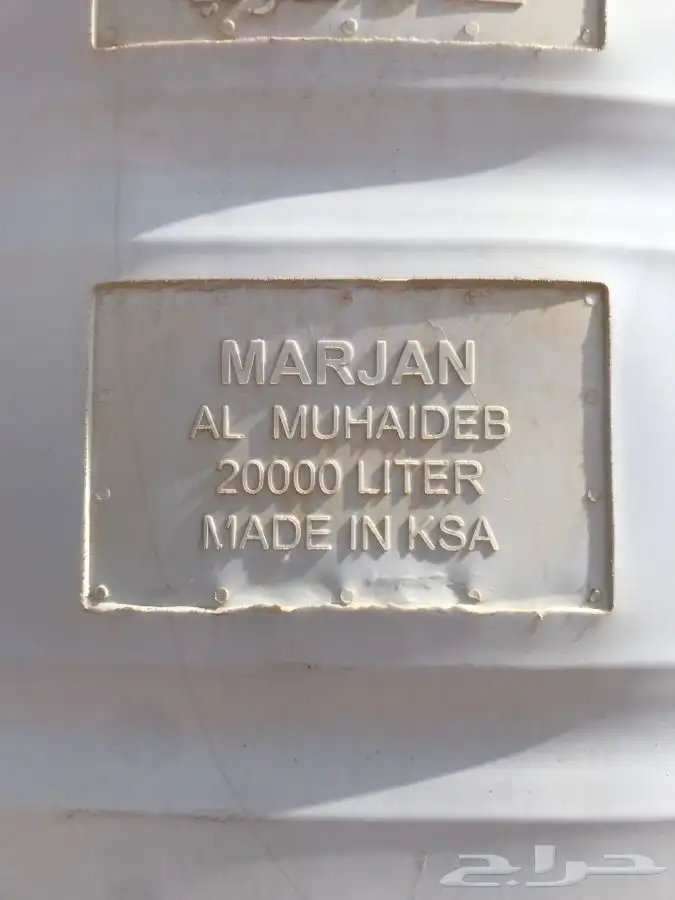 MARJAN
AL MUHAIDEB
20000 LITER
MADE IN KSA
حراج